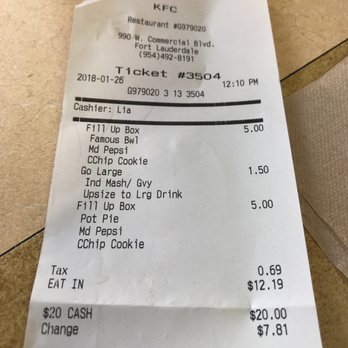 KFC
Restaurant #G979020
990 W. Commercial Blvd.
Fort Lauderdale
(954)492-8191
Ticket #3504
2018-01-26 12:10 PM
G979020 3 13 3504
Cashier: Lia
Fill Up Box 5.00
Famous Bwl
Md Pepsi
CChip Cookie
Go Large 1.50
Ind Mash/ Gvy
Upsize to Lrg Drink
Fill Up Box 5.00
Pot Pie
Md Pepsi
CChip Cookie
Tax 0.69
EAT IN $12.19
$20 CASH $20.00
Change $7.81